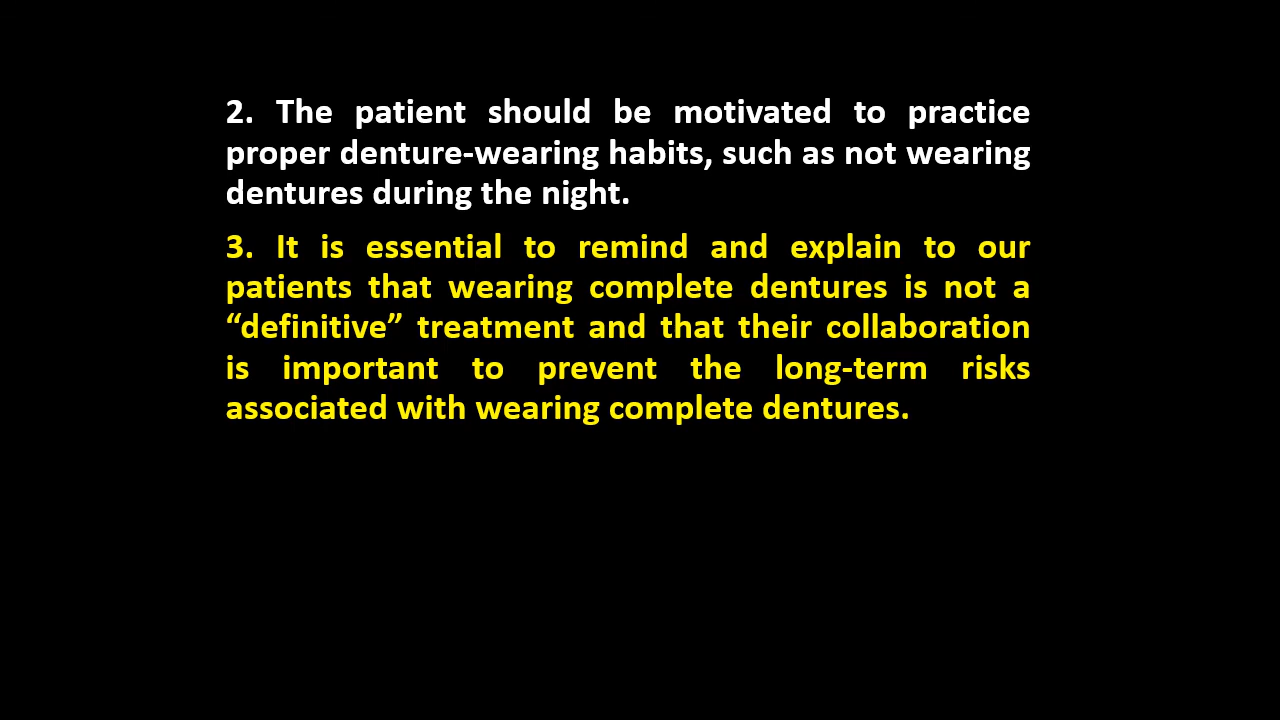 2. The patient should be motivated to practice
proper denture-wearing habits, such as not wearing
dentures during the night.
3. It is essential to remind and explain to our
patients that wearing complete dentures is not a
“definitive” treatment and that their collaboration
is important to prevent the long-term risks
associated with wearing complete dentures.